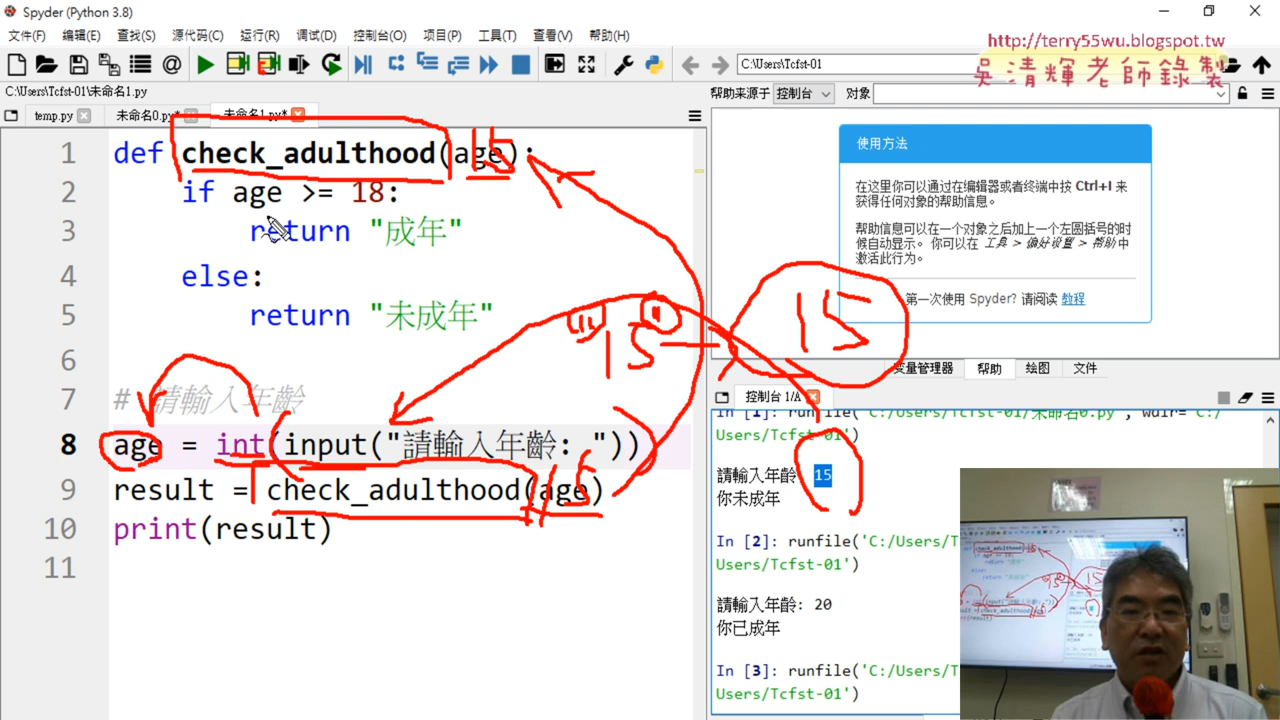 Spyder (Python 3.8)
文件(F) 编辑(E) 查找(S) 源代码(C) 运行(R) 调试(D) 控制台(O) 项目(P) 工具(T) 查看(V) 帮助(H)
http://terry55wu.blogspot.tw
吳清輝老師錄製
C:\Users\Tcfst-01
C:\Users\Tcfst-01\未命名1.py
temp.py 未命名0.py* 未命名1.py*
1 def check_adulthood(age):
15
2 if age >= 18:
3 return "成年"
4 else:
5 return "未成年"
6
7 # 請輸入年齡
8 age = int(input("請輸入年齡: "))
9 result = check_adulthood(age)
15
10 print(result)
11
15
15
帮助来源于 控制台 对象
使用方法
在这里你可以通过在编辑器或者终端中按 Ctrl+I 来
获得任何对象的帮助信息。
帮助信息可以在一个对象之后加上一个左圆括号的时
候自动显示。 你可以在 工具 > 偏好设置 > 帮助 中
激活此行为。
第一次使用 Spyder? 请阅读 教程
变量管理器 帮助 绘图 文件
控制台 1/A
In [1]: runfile('C:/Users/Tcfst-01/未命名0.py', wdir='C:/
Users/Tcfst-01')
請輸入年齡: 15
你未成年
In [2]: runfile('C:/Users/T
Users/Tcfst-01')
請輸入年齡: 20
你已成年
In [3]: runfile('C:/Users/T
Users/Tcfst-01')